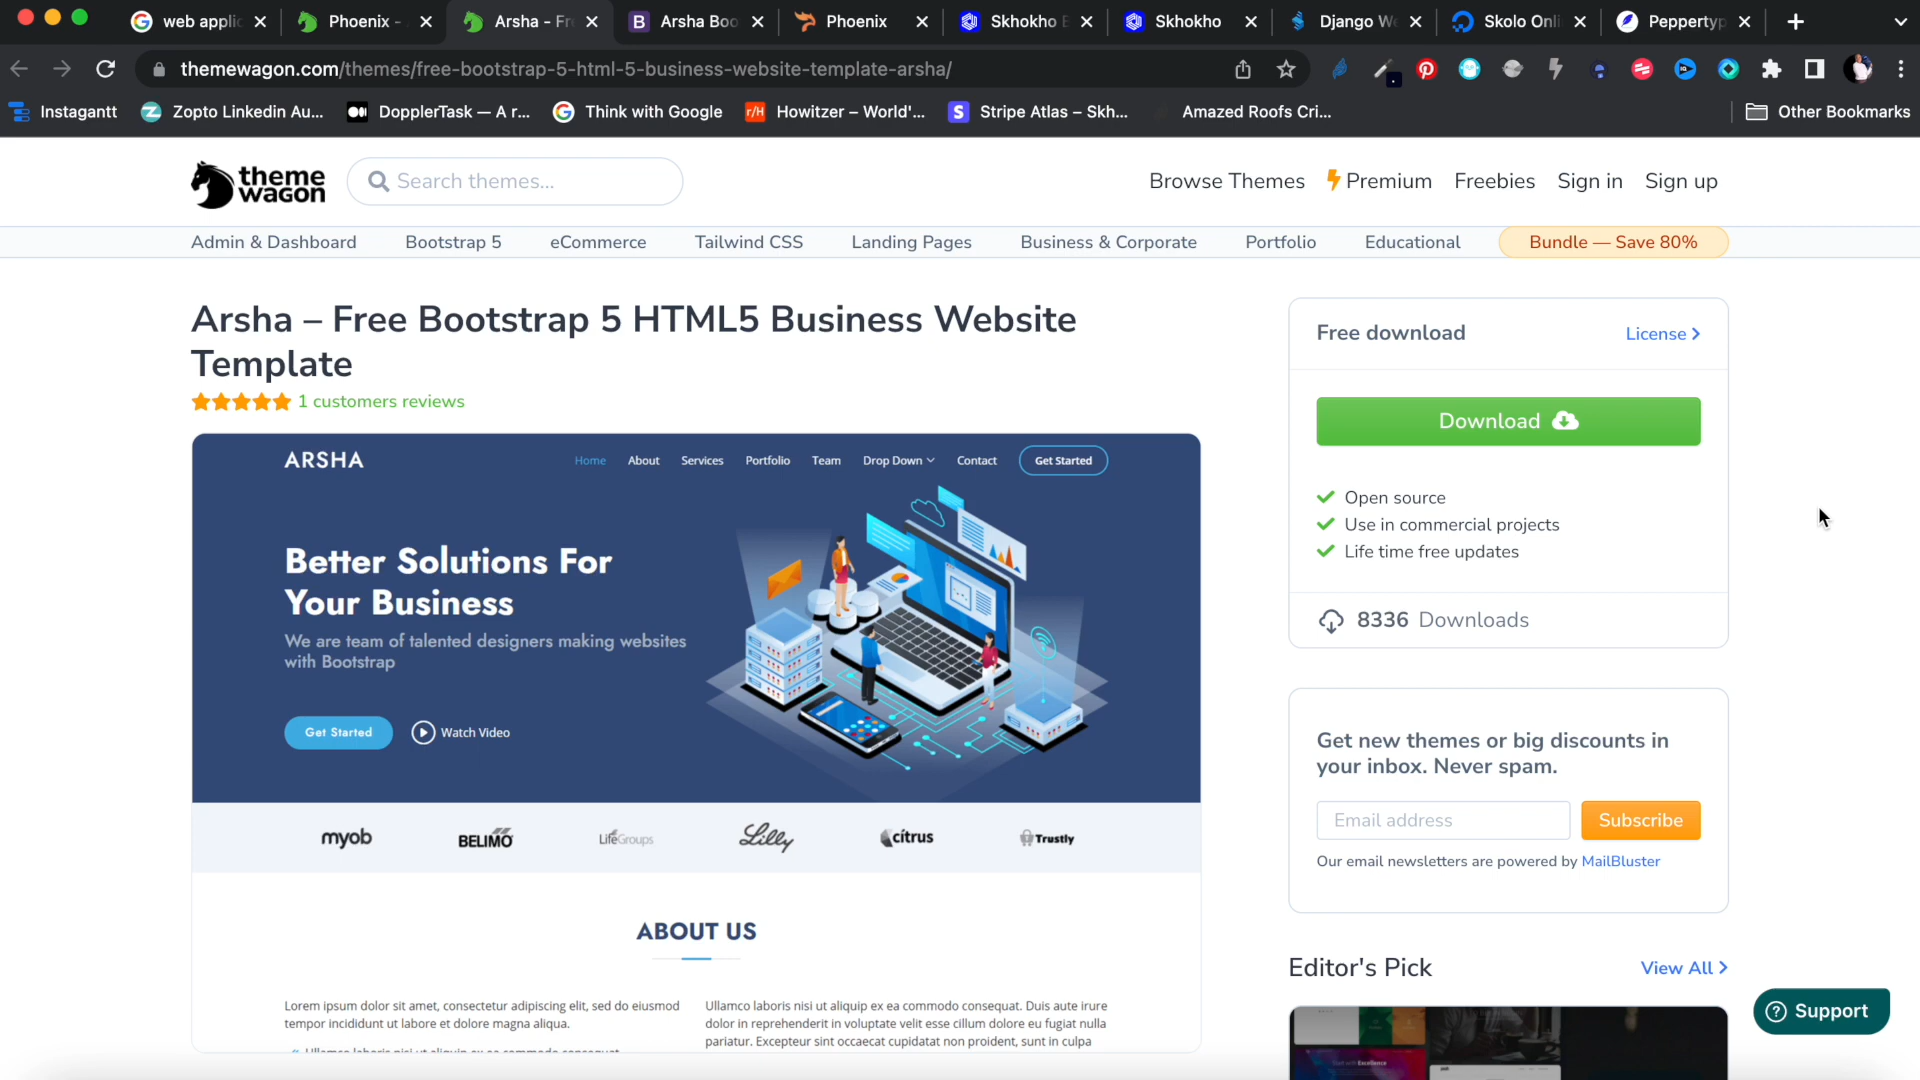 web applic
Phoenix -
Arsha - Fr
Arsha Boo
Phoenix
Skhokho
Skhokho
Django We
Skolo Onli
Peppertyp
themewagon.com/themes/free-bootstrap-5-html-5-business-website-template-arsha/
Instagantt
Zopto Linkedin Au...
DopplerTask — A r...
Think with Google
r/H
Howitzer – World'...
S
Stripe Atlas – Skh...
Amazed Roofs Cri...
Other Bookmarks
theme
wagon
Search themes...
Browse Themes
Premium
Freebies
Sign in
Sign up
Admin & Dashboard
Bootstrap 5
eCommerce
Tailwind CSS
Landing Pages
Business & Corporate
Portfolio
Educational
Bundle — Save 80%
Arsha – Free Bootstrap 5 HTML5 Business Website
Template
1 customers reviews
ARSHA
Home
About
Services
Portfolio
Team
Drop Down
Contact
Get Started
Better Solutions For
Your Business
We are team of talented designers making websites
with Bootstrap
Get Started
Watch Video
myob
BELIMO
LifeGroups
Lilly
citrus
Trustly
ABOUT US
Lorem ipsum dolor sit amet, consectetur adipiscing elit, sed do eiusmod
tempor incididunt ut labore et dolore magna aliqua.
Ullamco laboris nisi ut aliquip ex ea commodo consequat. Duis aute irure
dolor in reprehenderit in voluptate velit esse cillum dolore eu fugiat nulla
pariatur. Excepteur sint occaecat cupidatat non proident, sunt in culpa
Ullamco laboris nisi ut aliquip ex ea commodo consequat
Free download
License
Download
Open source
Use in commercial projects
Life time free updates
8336 Downloads
Get new themes or big discounts in
your inbox. Never spam.
Email address
Subscribe
Our email newsletters are powered by MailBluster
Editor's Pick
View All
Support